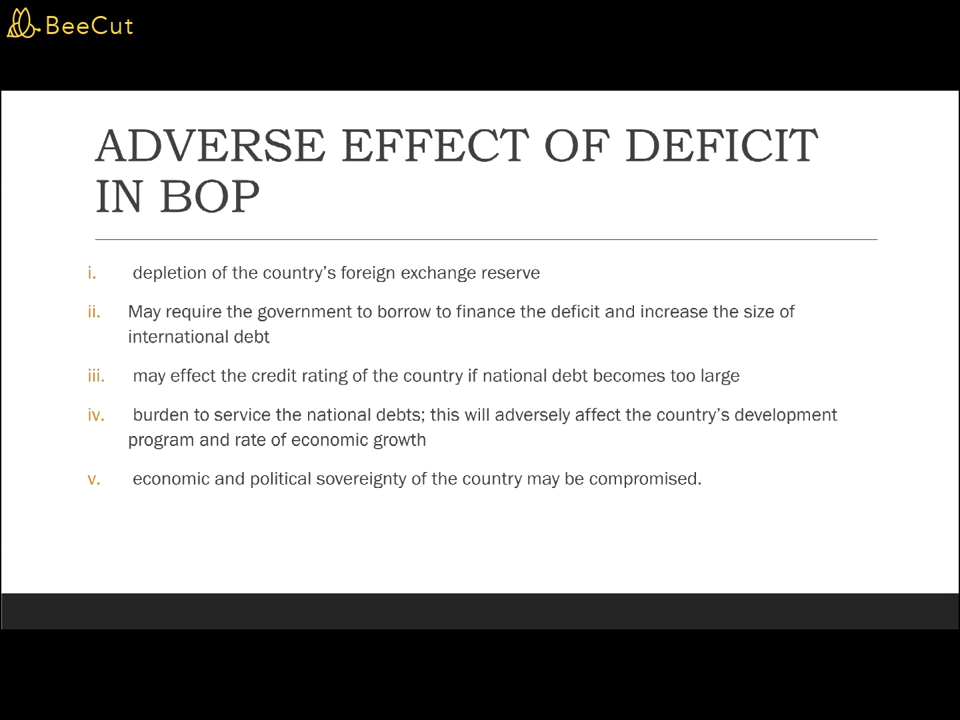 BeeCut
ADVERSE EFFECT OF DEFICIT
IN BOP
i. depletion of the country's foreign exchange reserve
ii. May require the government to borrow to finance the deficit and increase the size of
international debt
iii. may effect the credit rating of the country if national debt becomes too large
iv. burden to service the national debts; this will adversely affect the country's development
program and rate of economic growth
v. economic and political sovereignty of the country may be compromised.